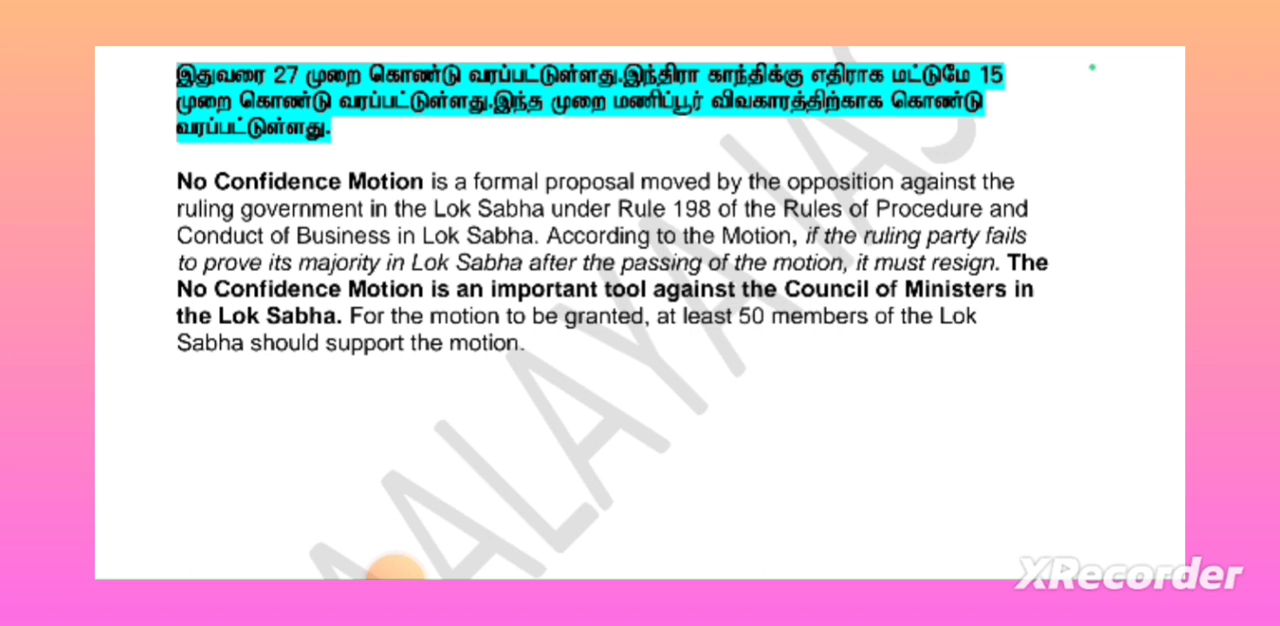 இதுவரை 27 முறை கொண்டு வரப்பட்டுள்ளது.இந்திரா காந்திக்கு எதிராக மட்டுமே 15
முறை கொண்டு வரப்பட்டுள்ளது.இந்த முறை மணிப்பூர் விவகாரத்திற்காக கொண்டு
வரப்பட்டுள்ளது.
No Confidence Motion is a formal proposal moved by the opposition against the
ruling government in the Lok Sabha under Rule 198 of the Rules of Procedure and
Conduct of Business in Lok Sabha. According to the Motion, if the ruling party fails
to prove its majority in Lok Sabha after the passing of the motion, it must resign. The
No Confidence Motion is an important tool against the Council of Ministers in
the Lok Sabha. For the motion to be granted, at least 50 members of the Lok
Sabha should support the motion.
ALAYA IAS
XRecorder